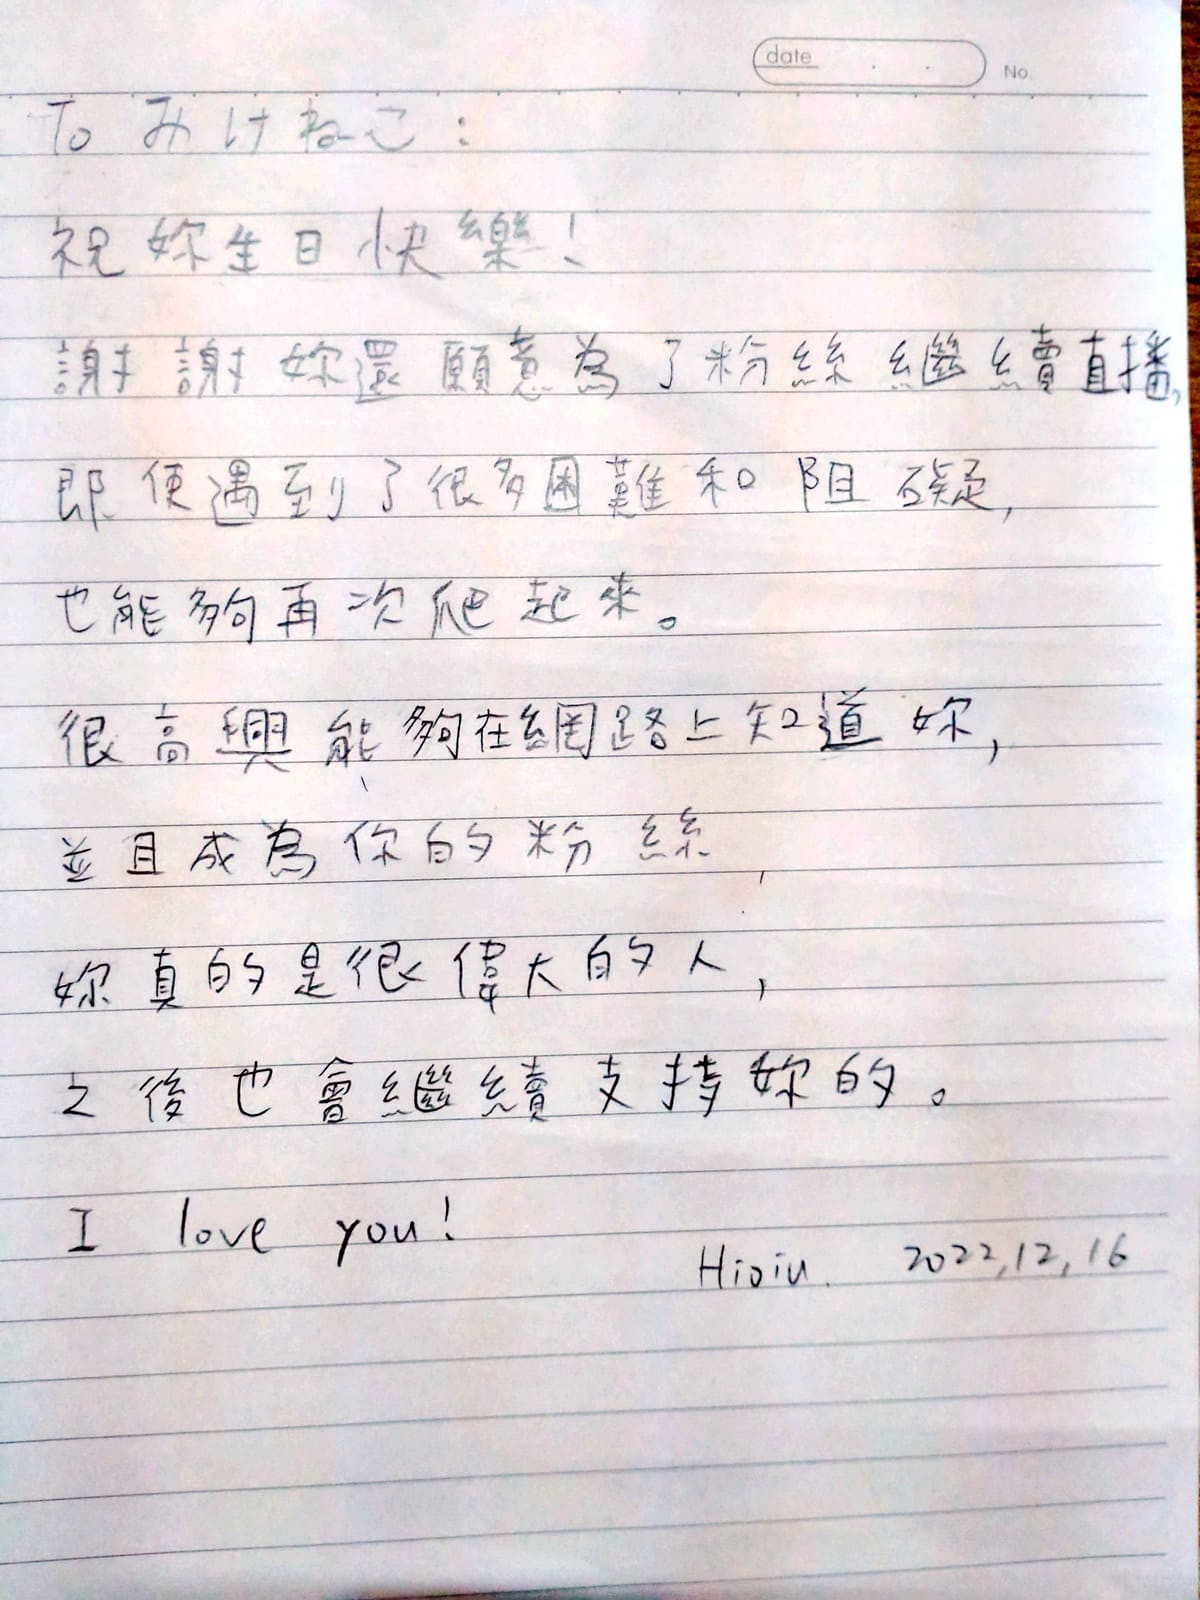 date . .
No.
To みけねこ：
祝妳生日快樂！
謝謝妳還願意為了粉絲繼續直播，
即使遇到了很多困難和阻礙，
也能夠再次爬起來。
很高興能夠在網路上知道妳，
並且成為你的粉絲，
妳真的是很偉大的人，
之後也會繼續支持妳的。
I love you!
Hioiu. 2022,12,16